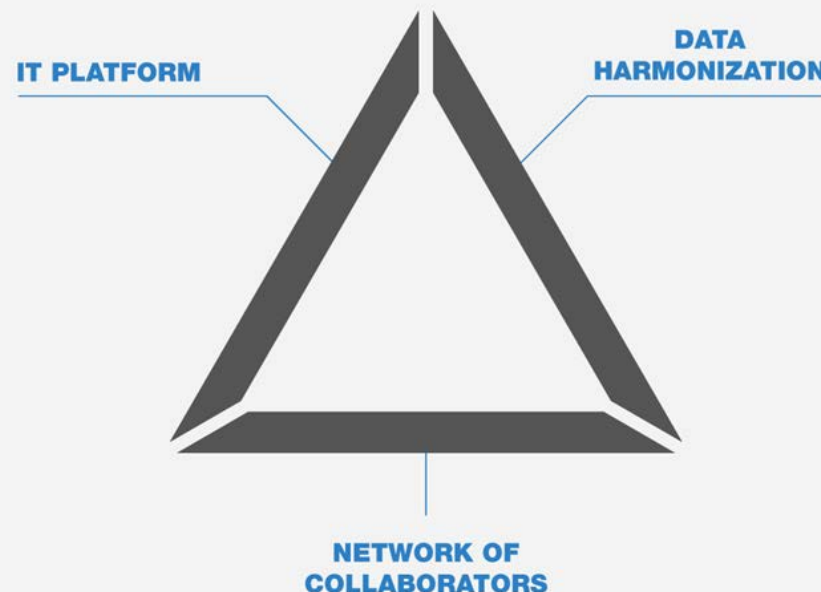 IT PLATFORM
DATA
HARMONIZATION
NETWORK OF
COLLABORATORS